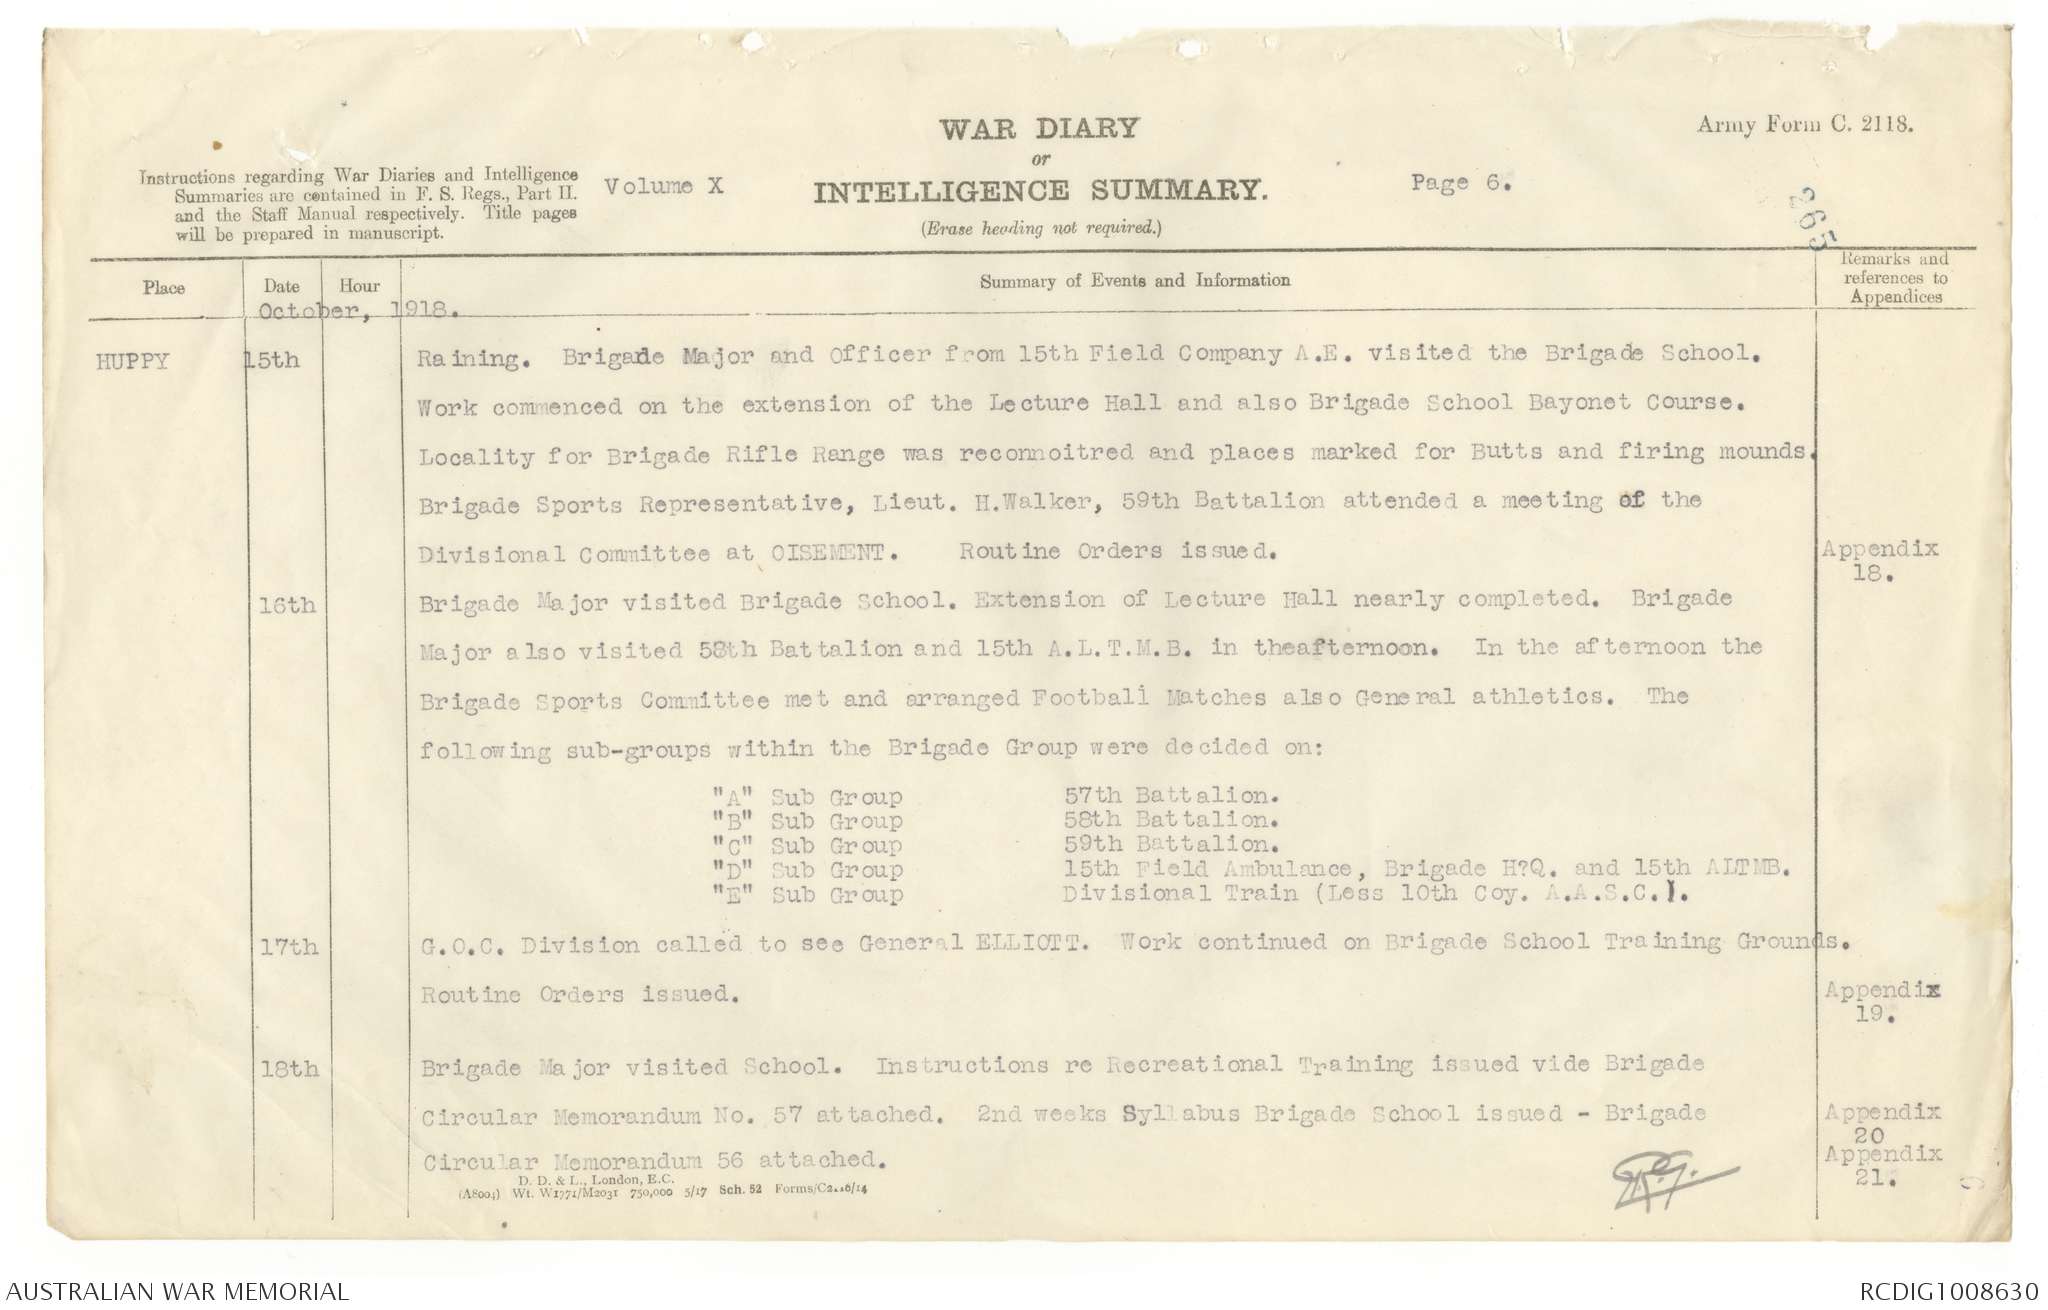 WAR DIARY
or
INTELLIGENCE SUMMARY.
(Erase heading not required.)
Army Form C. 2118.
Instructions regarding War Diaries and Intelligence
Summaries are contained in F. S. Regs., Part II.
and the Staff Manual respectively. Title pages
will be prepared in manuscript.
Volume X
Page 6.
265
Place
Date
Hour
Summary of Events and Information
Remarks and
references to
Appendices
October, 1918.
HUPPY 15th Raining. Brigade Major and Officer from 15th Field Company A.E. visited the Brigade School.
Work commenced on the extension of the Lecture Hall and also Brigade School Bayonet Course.
Locality for Brigade Rifle Range was reconnoitred and places marked for Butts and firing mounds.
Brigade Sports Representative, Lieut. H.Walker, 59th Battalion attended a meeting of the
Divisional Committee at OISEMENT. Routine Orders issued. Appendix
18.
16th Brigade Major visited Brigade School. Extension of Lecture Hall nearly completed. Brigade
Major also visited 58th Battalion and 15th A.L.T.M.B. in theafternoon. In the afternoon the
Brigade Sports Committee met and arranged Football Matches also General athletics. The
following sub-groups within the Brigade Group were decided on:
"A" Sub Group 57th Battalion.
"B" Sub Group 58th Battalion.
"C" Sub Group 59th Battalion.
"D" Sub Group 15th Field Ambulance, Brigade H?Q. and 15th ALTMB.
"E" Sub Group Divisional Train (Less 10th Coy. A.A.S.C.).
17th G.O.C. Division called to see General ELLIOTT. Work continued on Brigade School Training Grounds.
Routine Orders issued. Appendix
19.
18th Brigade Major visited School. Instructions re Recreational Training issued vide Brigade
Circular Memorandum No. 57 attached. 2nd weeks Syllabus Brigade School issued - Brigade Appendix
20
Circular Memorandum 56 attached. Appendix
21.
D. D. & L., London, E.C.
(A8004) Wt. W1771/M2031 750,000 5/17 Sch. 52 Forms/C2118/14
AUSTRALIAN WAR MEMORIAL
RCDIG1008630